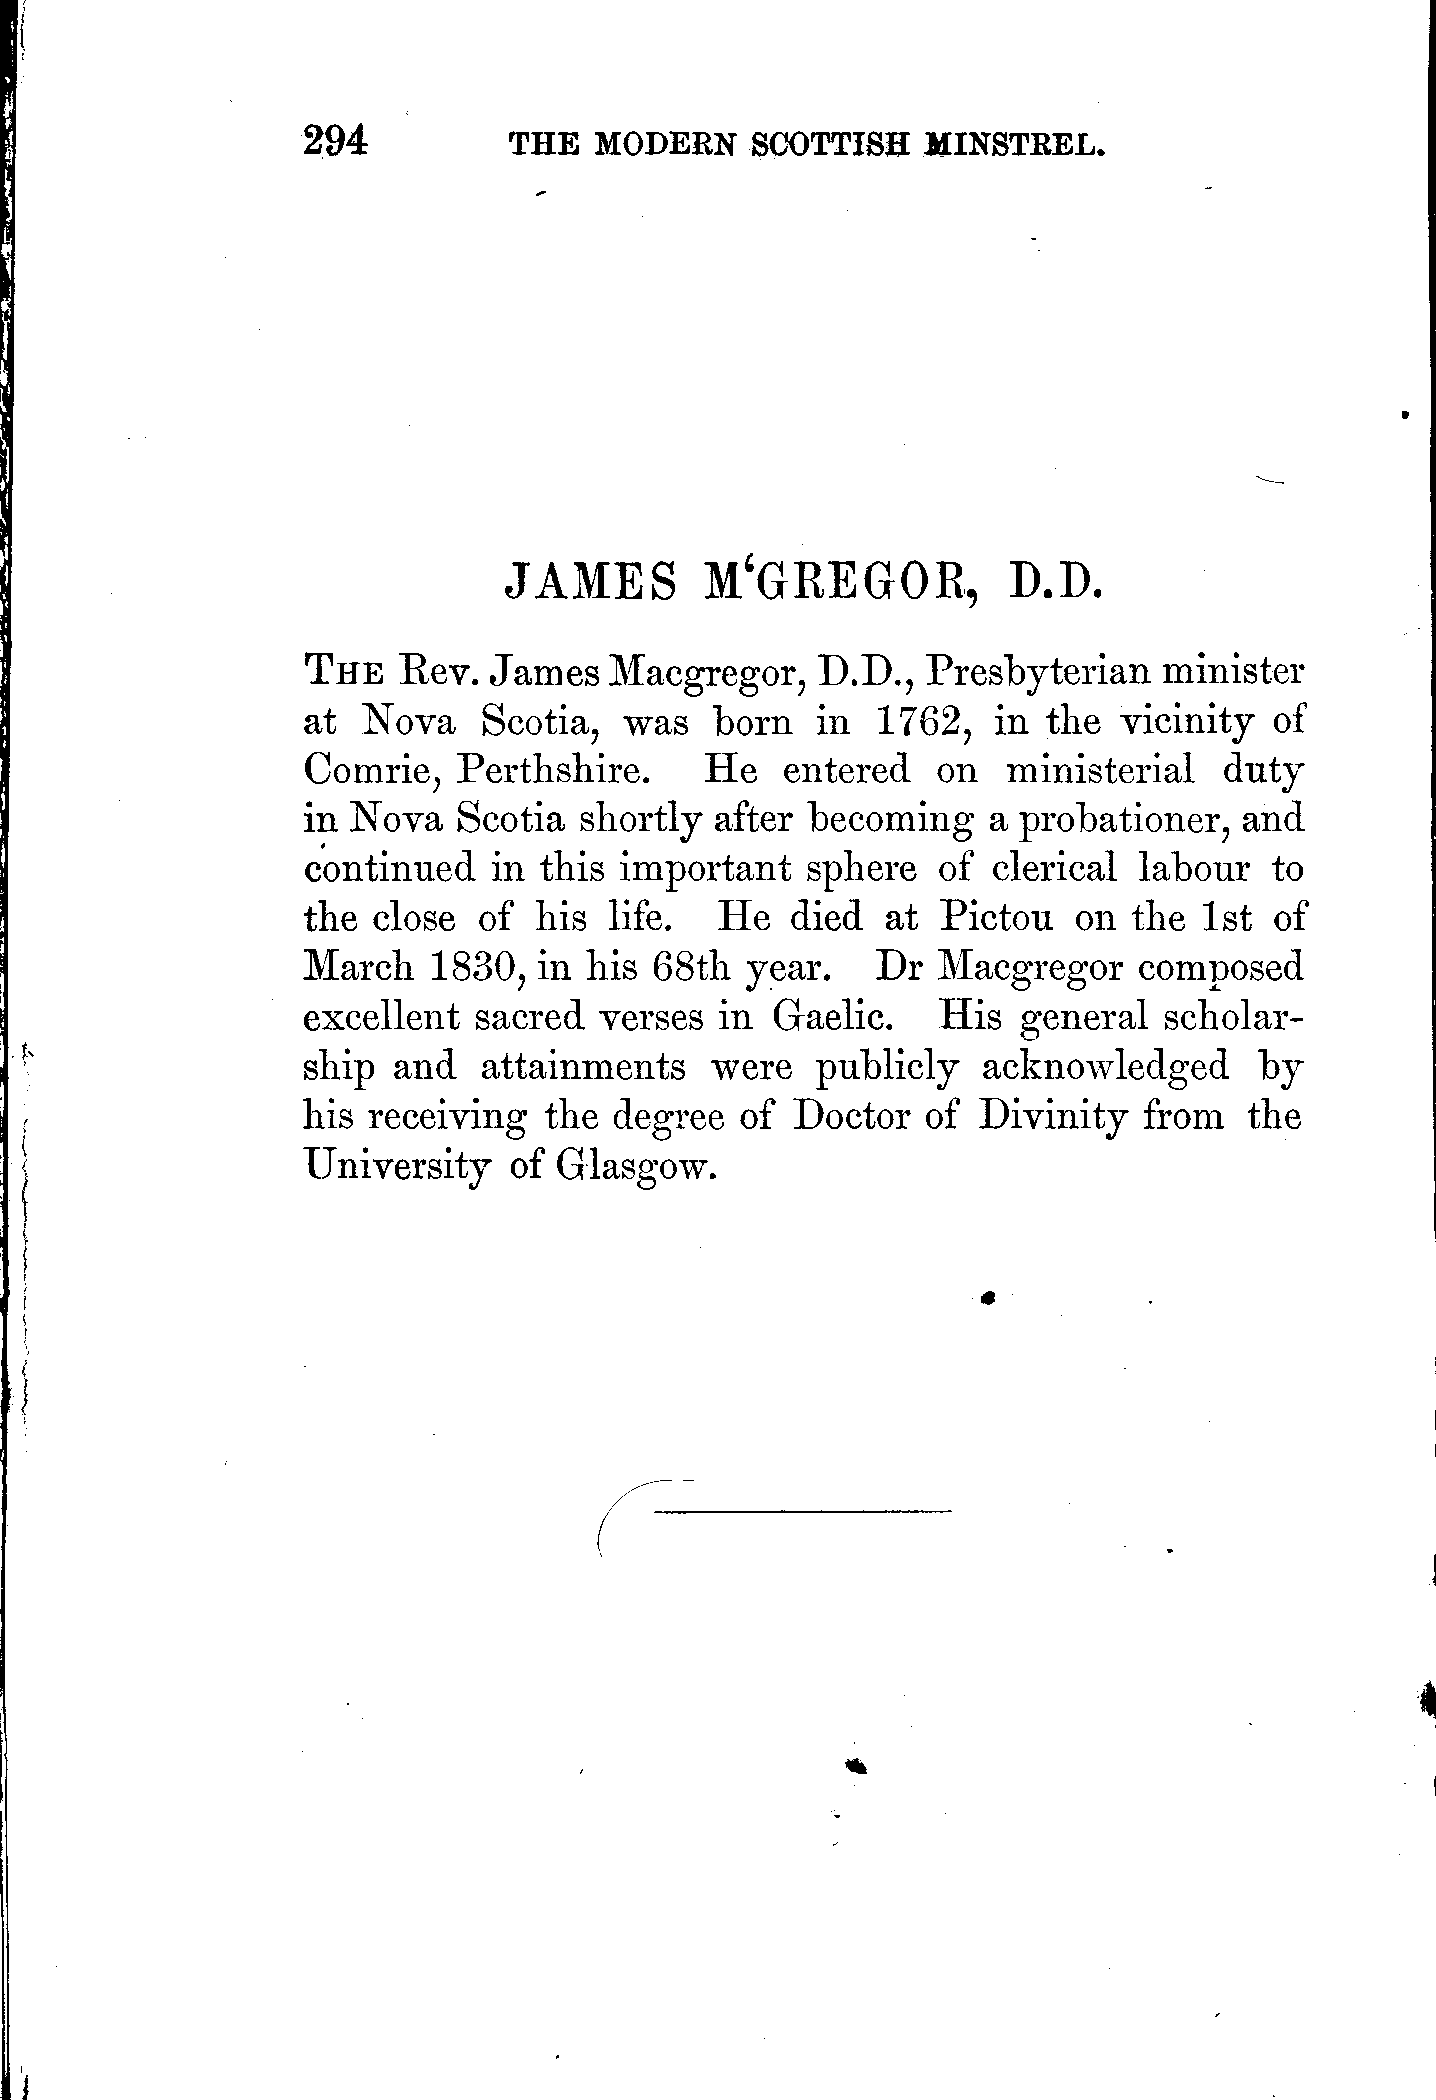 294 THE MODERN SCOTTISH MINSTREL.
JAMES M‘GREGOR, D.D.
THE Rev. James Macgregor, D.D., Presbyterian minister
at Nova Scotia, was born in 1762, in the vicinity of
Comrie, Perthshire. He entered on ministerial duty
in Nova Scotia shortly after becoming a probationer, and
continued in this important sphere of clerical labour to
the close of his life. He died at Pictou on the 1st of
March 1830, in his 68th year. Dr Macgregor composed
excellent sacred verses in Gaelic. His general scholar-
ship and attainments were publicly acknowledged by
his receiving the degree of Doctor of Divinity from the
University of Glasgow.